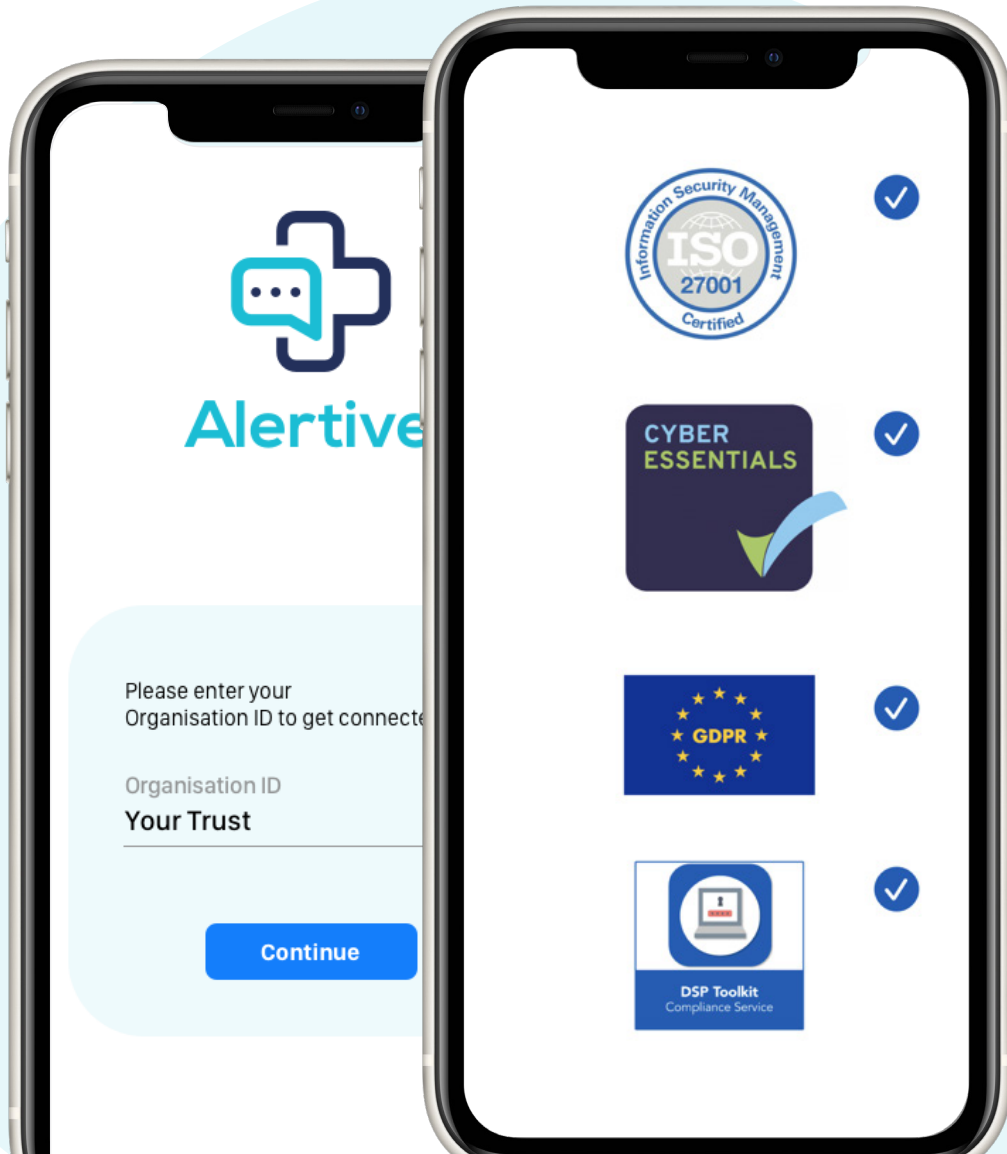 Alertive
Please enter your
Organisation ID to get connecte
Organisation ID
Your Trust
Continue
Information Security Management
ISO
27001
Certified
CYBER
ESSENTIALS
GDPR
DSP Toolkit
Compliance Service